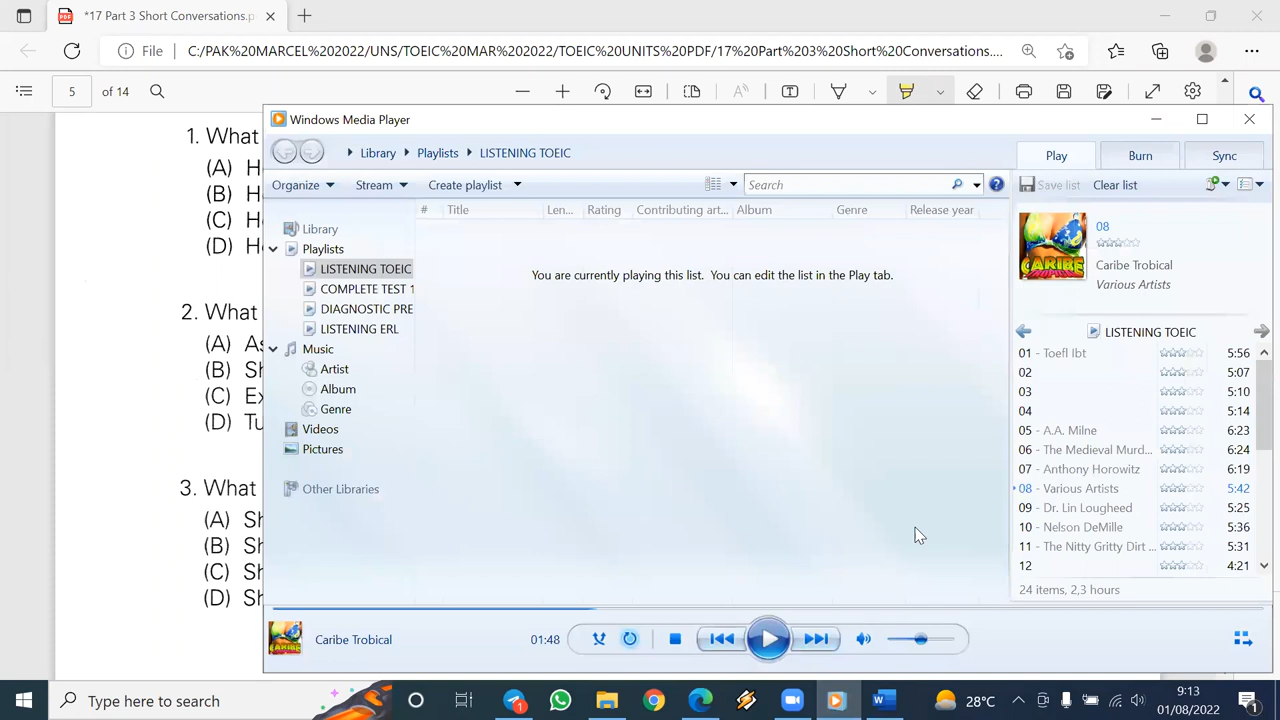 *17 Part 3 Short Conversations.p
File
C:/PAK%20MARCEL%202022/UNS/TOEIC%20MAR%202022/TOEIC%20UNITS%20PDF/17%20Part%203%20Short%20Conversations....
5 of 14
1. What
(A) H
(B) H
(C) H
(D) H
2. What
(A) As
(B) Sh
(C) Ex
(D) Tu
3. What
(A) Sh
(B) Sh
(C) Sh
(D) Sh
Windows Media Player
Library Playlists LISTENING TOEIC
Play Burn Sync
Organize Stream Create playlist
Search
Save list Clear list
# Title Len... Rating Contributing art... Album Genre Release year
Library
Playlists
LISTENING TOEIC
COMPLETE TEST 1
DIAGNOSTIC PRE
LISTENING ERL
Music
Artist
Album
Genre
Videos
Pictures
Other Libraries
You are currently playing this list. You can edit the list in the Play tab.
CARIBE
08
Caribe Trobical
Various Artists
LISTENING TOEIC
01 - Toefl Ibt 5:56
02 5:07
03 5:10
04 5:14
05 - A.A. Milne 6:23
06 - The Medieval Murd... 6:24
07 - Anthony Horowitz 6:19
08 - Various Artists 5:42
09 - Dr. Lin Lougheed 5:25
10 - Nelson DeMille 5:36
11 - The Nitty Gritty Dirt ... 5:31
12 4:21
24 items, 2,3 hours
Caribe Trobical
01:48
Type here to search
28°C
9:13
01/08/2022